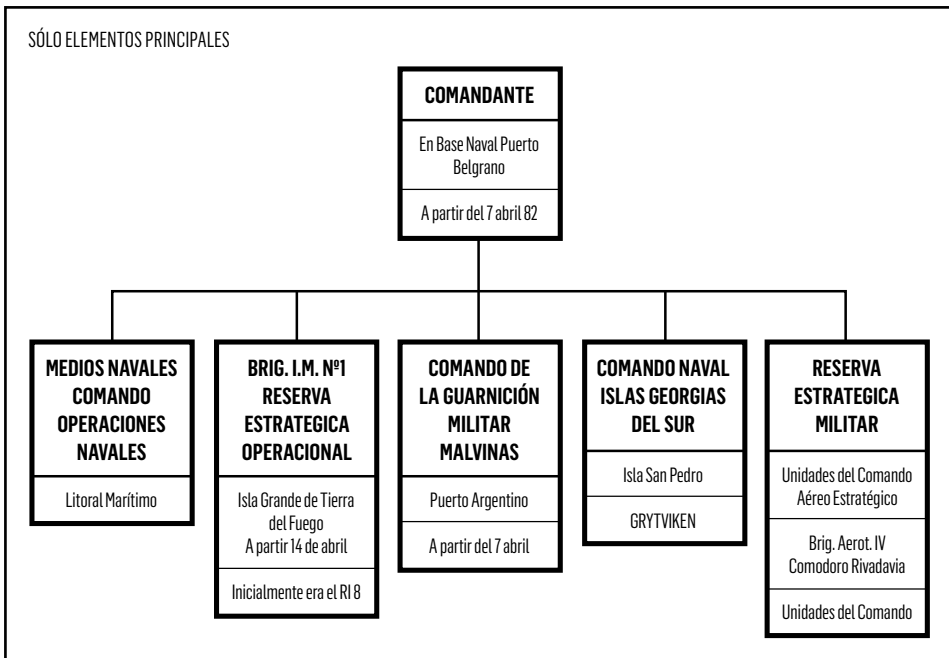 SÓLO ELEMENTOS PRINCIPALES
COMANDANTE
En Base Naval Puerto
Belgrano
A partir del 7 abril 82
MEDIOS NAVALES
COMANDO
OPERACIONES
NAVALES
Litoral Marítimo
BRIG. I.M. Nº1
RESERVA
ESTRATEGICA
OPERACIONAL
Isla Grande de Tierra
del Fuego
A partir 14 de abril
Inicialmente era el RI 8
COMANDO DE
LA GUARNICIÓN
MILITAR
MALVINAS
Puerto Argentino
A partir del 7 abril
COMANDO NAVAL
ISLAS GEORGIAS
DEL SUR
Isla San Pedro
GRYTVIKEN
RESERVA
ESTRATEGICA
MILITAR
Unidades del Comando
Aéreo Estratégico
Brig. Aerot. IV
Comodoro Rivadavia
Unidades del Comando